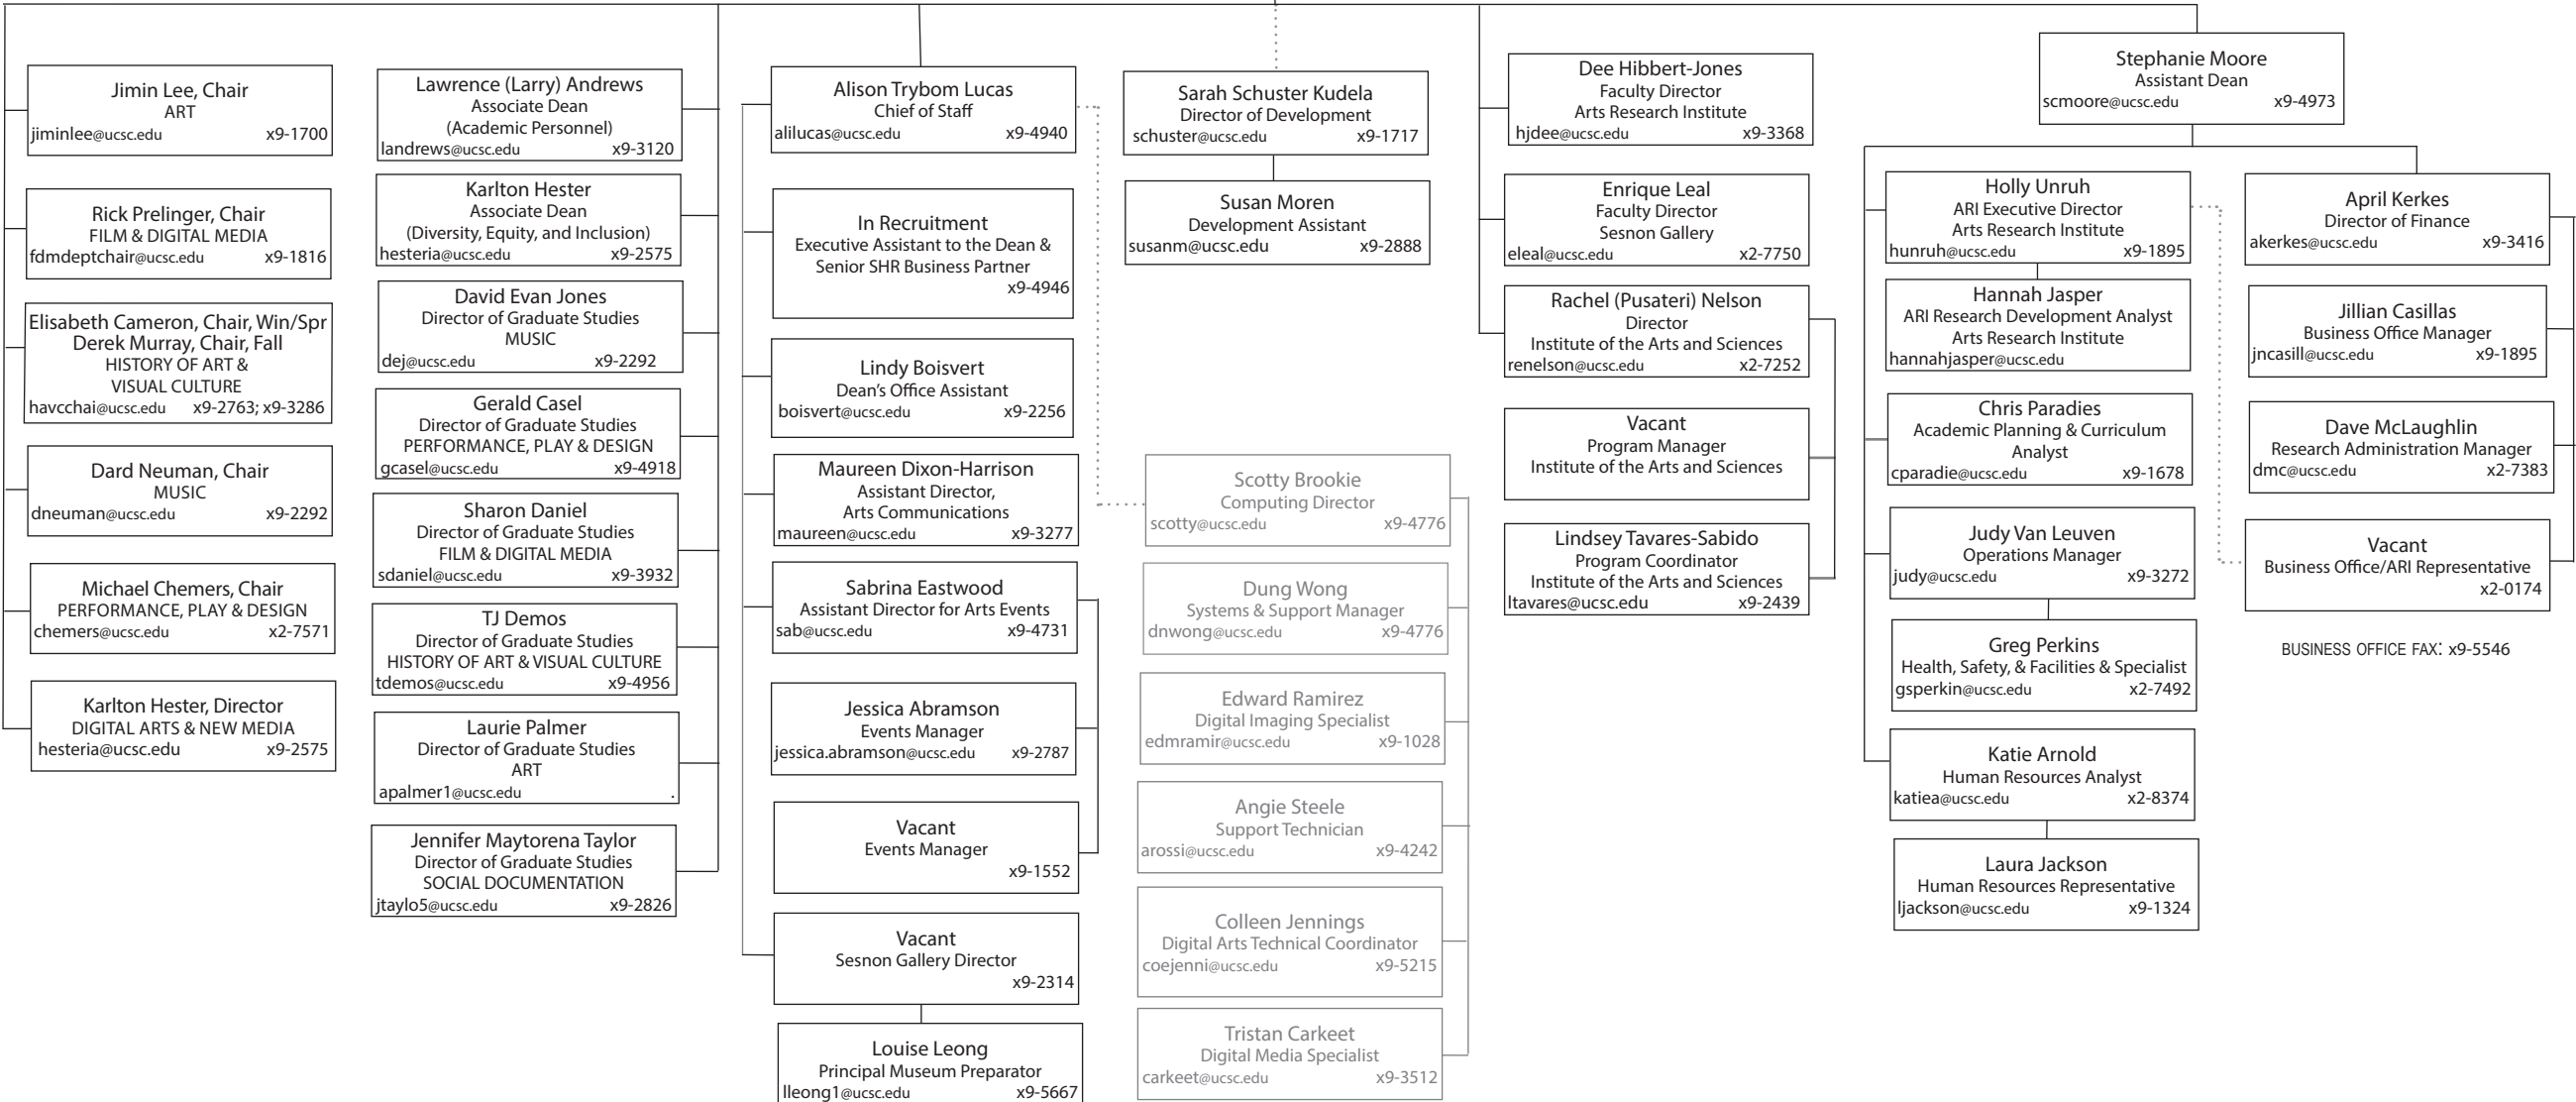 Jimin Lee, Chair
ART
jiminlee@ucsc.edu x9-1700
Rick Prelinger, Chair
FILM & DIGITAL MEDIA
fdmdeptchair@ucsc.edu x9-1816
Elisabeth Cameron, Chair, Win/Spr
Derek Murray, Chair, Fall
HISTORY OF ART &
VISUAL CULTURE
havcchai@ucsc.edu x9-2763; x9-3286
Dard Neuman, Chair
MUSIC
dneuman@ucsc.edu x9-2292
Michael Chemers, Chair
PERFORMANCE, PLAY & DESIGN
chemers@ucsc.edu x2-7571
Karlton Hester, Director
DIGITAL ARTS & NEW MEDIA
hesteria@ucsc.edu x9-2575
Lawrence (Larry) Andrews
Associate Dean
(Academic Personnel)
landrews@ucsc.edu x9-3120
Karlton Hester
Associate Dean
(Diversity, Equity, and Inclusion)
hesteria@ucsc.edu x9-2575
David Evan Jones
Director of Graduate Studies
MUSIC
dej@ucsc.edu x9-2292
Gerald Casel
Director of Graduate Studies
PERFORMANCE, PLAY & DESIGN
gcasel@ucsc.edu x9-4918
Sharon Daniel
Director of Graduate Studies
FILM & DIGITAL MEDIA
sdaniel@ucsc.edu x9-3932
TJ Demos
Director of Graduate Studies
HISTORY OF ART & VISUAL CULTURE
tdemos@ucsc.edu x9-4956
Laurie Palmer
Director of Graduate Studies
ART
apalmer1@ucsc.edu .
Jennifer Maytorena Taylor
Director of Graduate Studies
SOCIAL DOCUMENTATION
jtaylo5@ucsc.edu x9-2826
Alison Trybom Lucas
Chief of Staff
alilucas@ucsc.edu x9-4940
In Recruitment
Executive Assistant to the Dean &
Senior SHR Business Partner
x9-4946
Lindy Boisvert
Dean's Office Assistant
boisvert@ucsc.edu x9-2256
Maureen Dixon-Harrison
Assistant Director,
Arts Communications
maureen@ucsc.edu x9-3277
Sabrina Eastwood
Assistant Director for Arts Events
sab@ucsc.edu x9-4731
Jessica Abramson
Events Manager
jessica.abramson@ucsc.edu x9-2787
Vacant
Events Manager
x9-1552
Vacant
Sesnon Gallery Director
x9-2314
Louise Leong
Principal Museum Preparator
lleong1@ucsc.edu x9-5667
Sarah Schuster Kudela
Director of Development
schuster@ucsc.edu x9-1717
Susan Moren
Development Assistant
susanm@ucsc.edu x9-2888
Scotty Brookie
Computing Director
scotty@ucsc.edu x9-4776
Dung Wong
Systems & Support Manager
dnwong@ucsc.edu x9-4776
Edward Ramirez
Digital Imaging Specialist
edmramir@ucsc.edu x9-1028
Angie Steele
Support Technician
arossi@ucsc.edu x9-4242
Colleen Jennings
Digital Arts Technical Coordinator
coejenni@ucsc.edu x9-5215
Tristan Carkeet
Digital Media Specialist
carkeet@ucsc.edu x9-3512
Dee Hibbert-Jones
Faculty Director
Arts Research Institute
hjdee@ucsc.edu x9-3368
Enrique Leal
Faculty Director
Sesnon Gallery
eleal@ucsc.edu x2-7750
Rachel (Pusateri) Nelson
Director
Institute of the Arts and Sciences
renelson@ucsc.edu x2-7252
Vacant
Program Manager
Institute of the Arts and Sciences
Lindsey Tavares-Sabido
Program Coordinator
Institute of the Arts and Sciences
ltavares@ucsc.edu x9-2439
Stephanie Moore
Assistant Dean
scmoore@ucsc.edu x9-4973
Holly Unruh
ARI Executive Director
Arts Research Institute
hunruh@ucsc.edu x9-1895
Hannah Jasper
ARI Research Development Analyst
Arts Research Institute
hannahjasper@ucsc.edu
Chris Paradies
Academic Planning & Curriculum
Analyst
cparadie@ucsc.edu x9-1678
Judy Van Leuven
Operations Manager
judy@ucsc.edu x9-3272
Greg Perkins
Health, Safety, & Facilities & Specialist
gsperkin@ucsc.edu x2-7492
Katie Arnold
Human Resources Analyst
katiea@ucsc.edu x2-8374
Laura Jackson
Human Resources Representative
ljackson@ucsc.edu x9-1324
April Kerkes
Director of Finance
akerkes@ucsc.edu x9-3416
Jillian Casillas
Business Office Manager
jncasill@ucsc.edu x9-1895
Dave McLaughlin
Research Administration Manager
dmc@ucsc.edu x2-7383
Vacant
Business Office/ARI Representative
x2-0174
BUSINESS OFFICE FAX: x9-5546